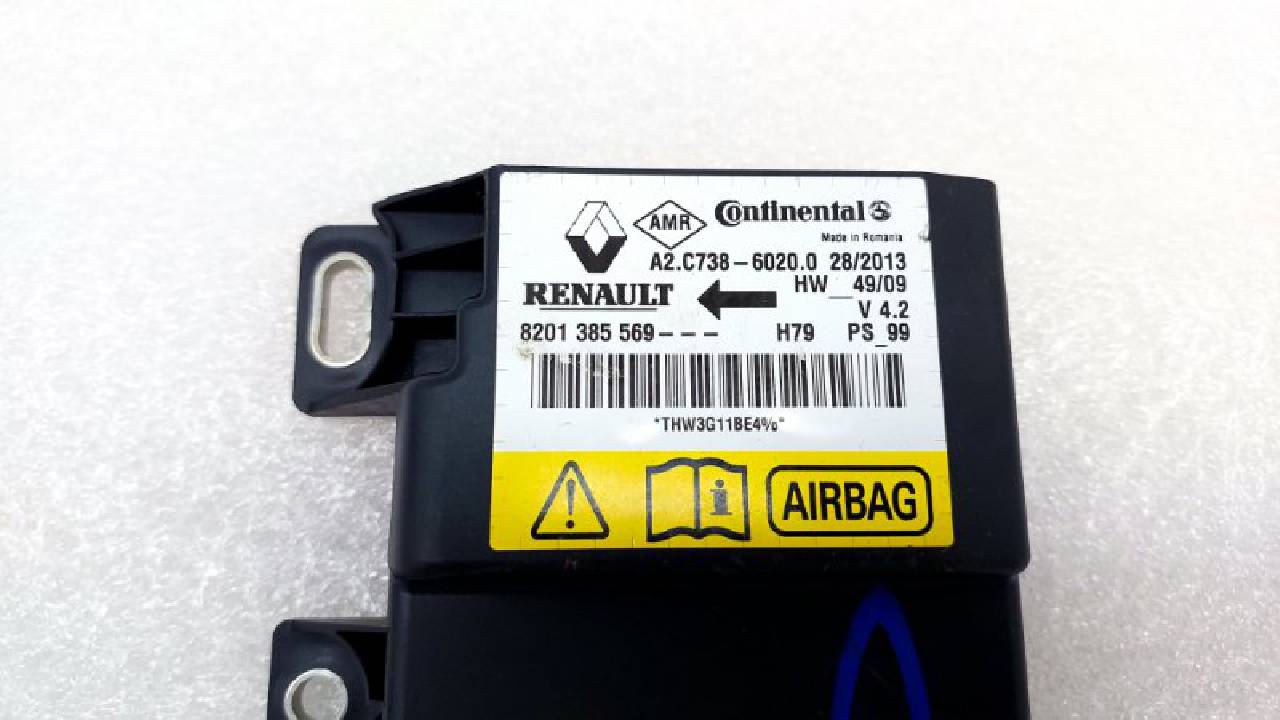 AMR Continental
Made in Romania
A2.C738-6020.0 28/2013
RENAULT HW__49/09
V 4.2
8201 385 569--- H79 PS_99
*THW3G11BE4%*
AIRBAG